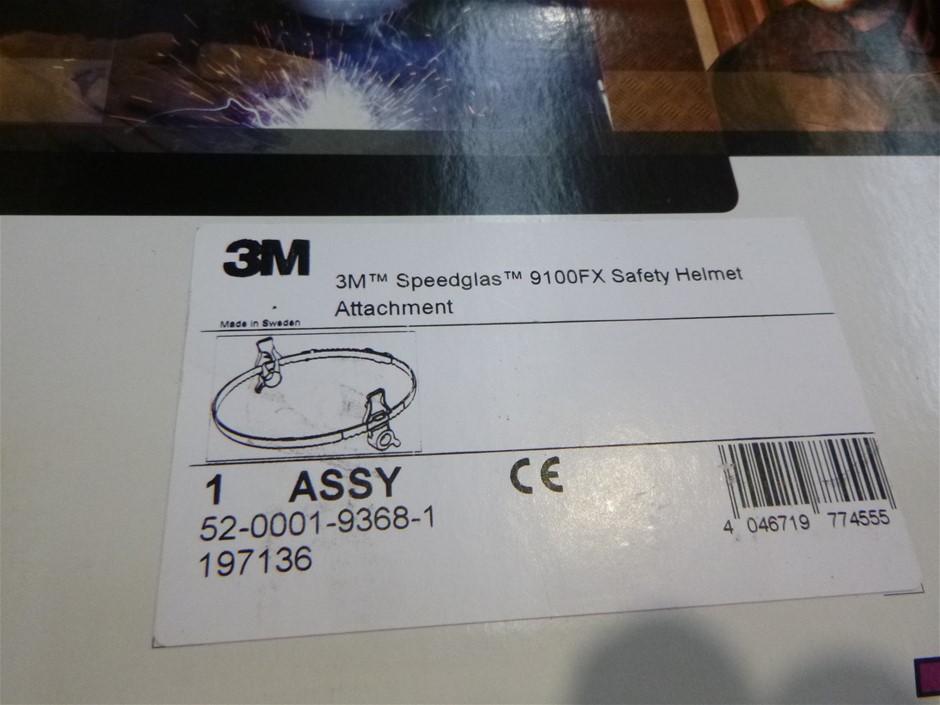 3M
3M™ Speedglas™ 9100FX Safety Helmet
Attachment
Made in Sweden
1 ASSY
CE
52-0001-9368-1
197136
4 046719 774555